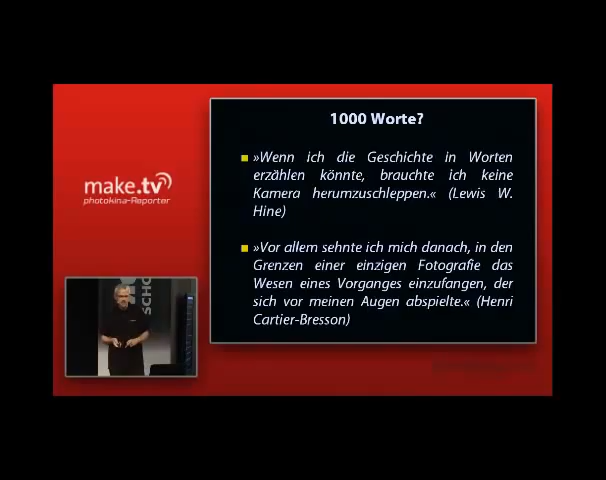 1000 Worte?
»Wenn ich die Geschichte in Worten
erzählen könnte, brauchte ich keine
Kamera herumzuschleppen.« (Lewis W.
Hine)
»Vor allem sehnte ich mich danach, in den
Grenzen einer einzigen Fotografie das
Wesen eines Vorganges einzufangen, der
sich vor meinen Augen abspielte.« (Henri
Cartier-Bresson)
make.tv
photokina-Reporter
SCHO